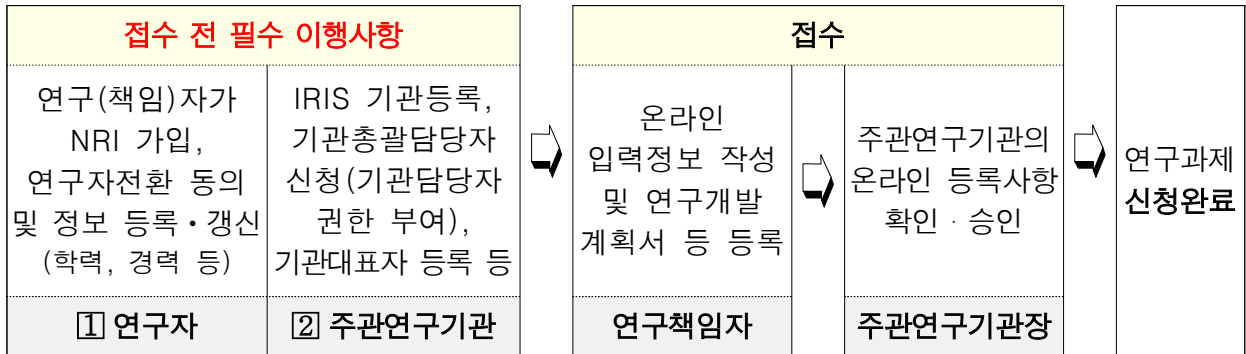 접수 전 필수 이행사항
연구(책임)자가
NRI 가입,
연구자전환 동의
및 정보 등록・갱신
(학력, 경력 등)
① 연구자
IRIS 기관등록,
기관총괄담당자
신청(기관담당자
권한 부여),
기관대표자 등록 등
② 주관연구기관
접수
온라인
입력정보 작성
및 연구개발
계획서 등 등록
연구책임자
주관연구기관의
온라인 등록사항
확인 · 승인
주관연구기관장
연구과제
신청완료